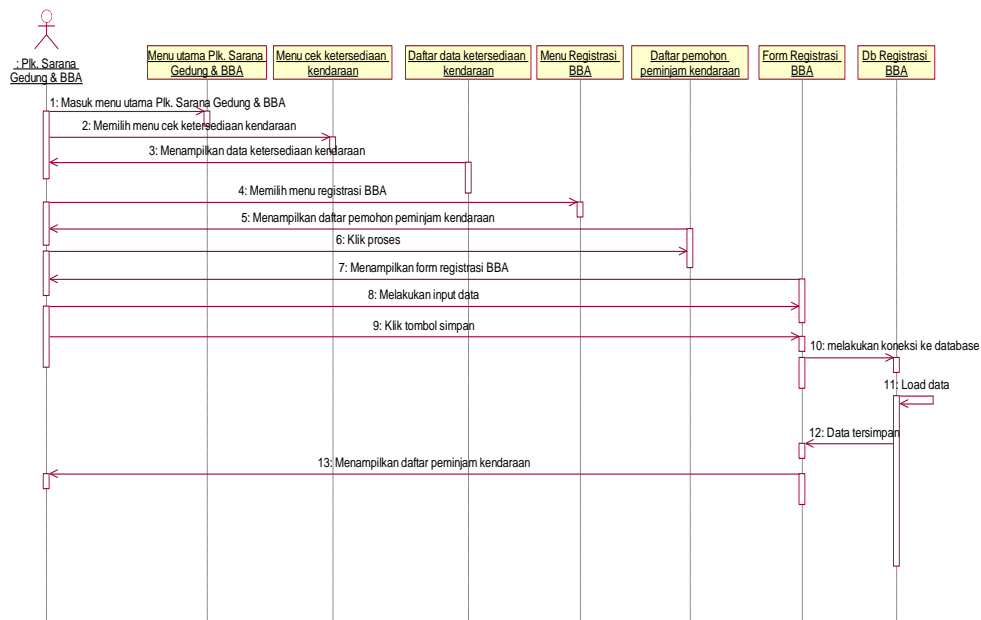 : Plk. Sarana
Gedung & BBA
Menu utama Plk. Sarana
Gedung & BBA
Menu cek ketersediaan
kendaraan
Daftar data ketersediaan
kendaraan
Menu Registrasi
BBA
Daftar pemohon
peminjam kendaraan
Form Registrasi
BBA
Db Registrasi
BBA
1: Masuk menu utama Plk. Sarana Gedung & BBA
2: Memilih menu cek ketersediaan kendaraan
3: Menampilkan data ketersediaan kendaraan
4: Memilih menu registrasi BBA
5: Menampilkan daftar pemohon peminjam kendaraan
6: Klik proses
7: Menampilkan form registrasi BBA
8: Melakukan input data
9: Klik tombol simpan
10: melakukan koneksi ke database
11: Load data
12: Data tersimpan
13: Menampilkan daftar peminjam kendaraan